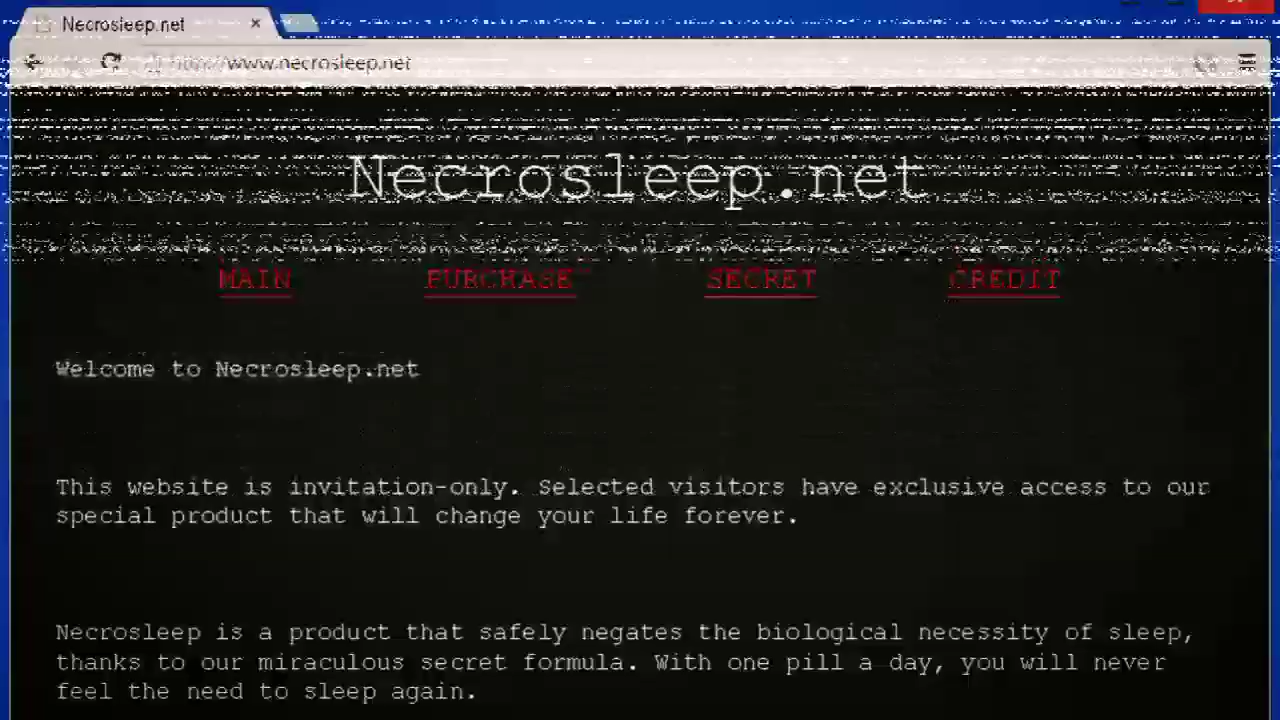 Necrosleep.net
www.necrosleep.net
Necrosleep.net
MAIN PURCHASE SECRET CREDIT
Welcome to Necrosleep.net
This website is invitation-only. Selected visitors have exclusive access to our
special product that will change your life forever.
Necrosleep is a product that safely negates the biological necessity of sleep,
thanks to our miraculous secret formula. With one pill a day, you will never
feel the need to sleep again.